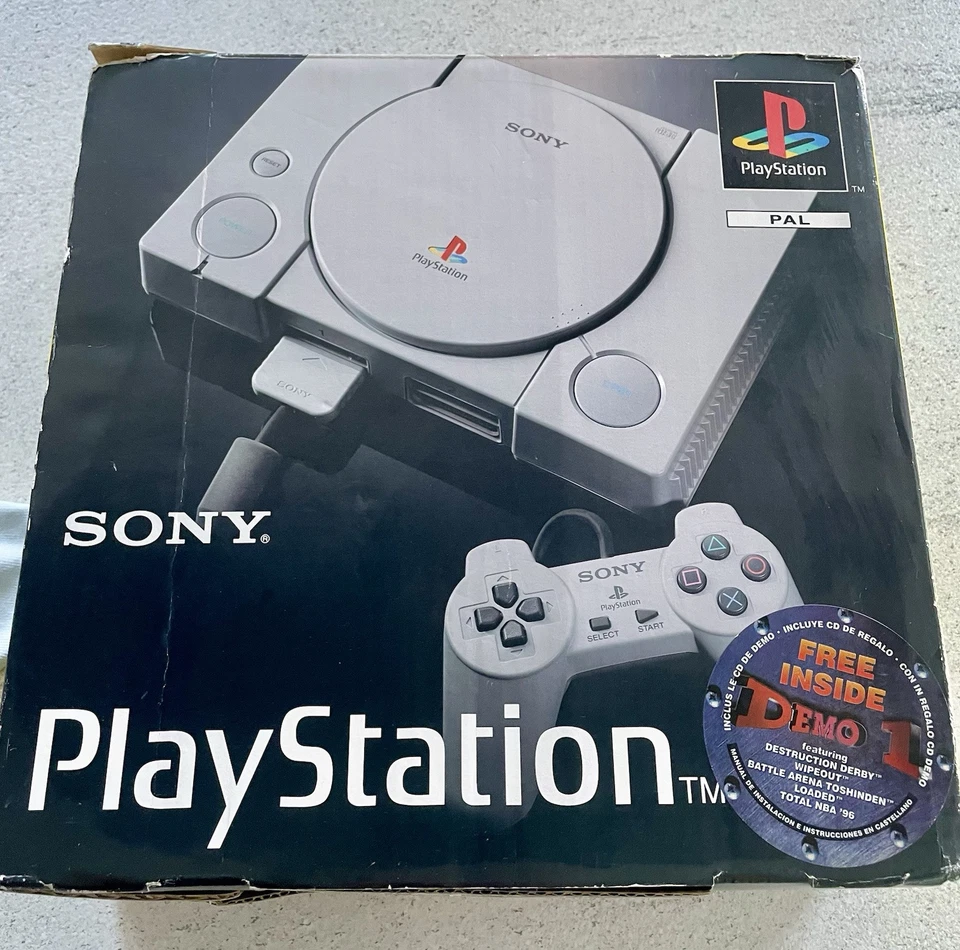 SONY
PlayStation
RESET
PlayStation
TM
PAL
SONY
SONY®
SONY
PlayStation
SELECT
START
PlayStation™
INCLUS LE CD DE DEMO · INCLUYE CD DE REGALO · CON IN REGALO CD DEMO
FREE
INSIDE
DEMO 1
featuring
DESTRUCTION DERBY™
WIPEOUT™
BATTLE ARENA TOSHINDEN™
LOADED™
TOTAL NBA '96
MANUAL DE INSTALACION E INSTRUCCIONES EN CASTELLANO